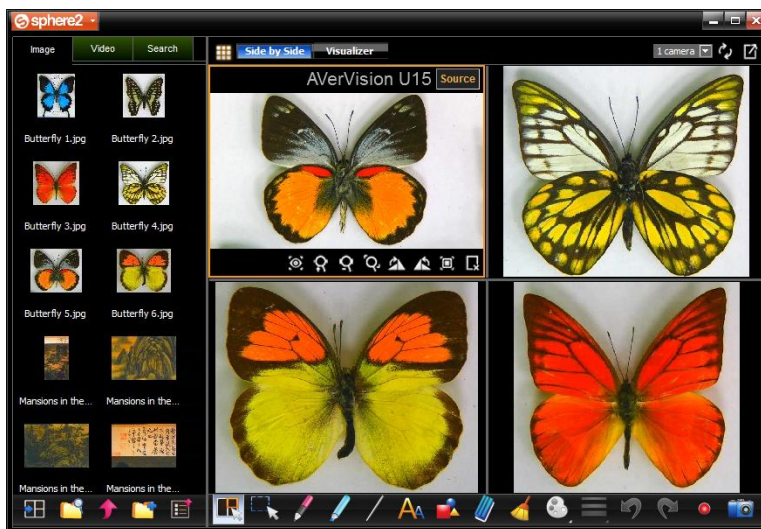 sphere2
Image
Video
Search
Side by Side
Visualizer
1 camera
AVerVision U15
Source
Butterfly 1.jpg
Butterfly 2.jpg
Butterfly 3.jpg
Butterfly 4.jpg
Butterfly 5.jpg
Butterfly 6.jpg
Mansions in the...
Mansions in the...
Mansions in the...
Mansions in the...